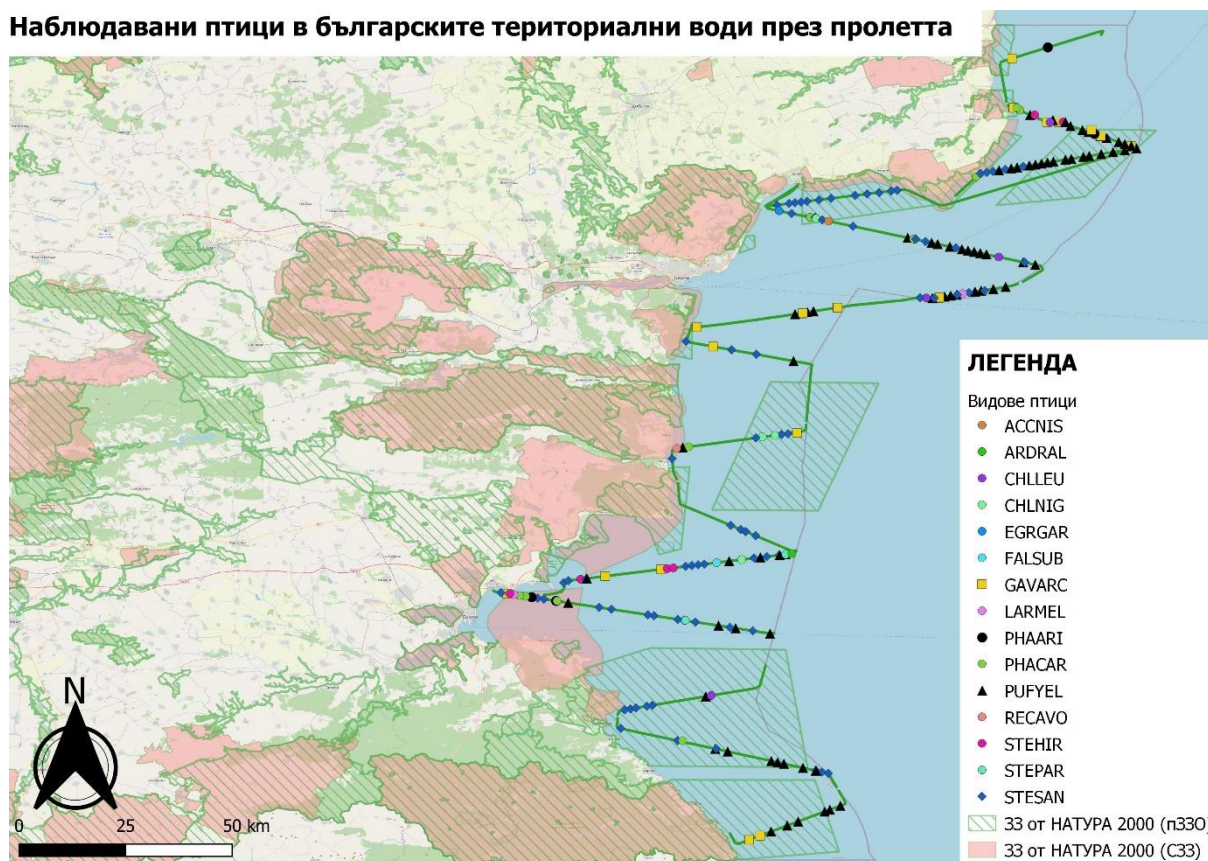 Наблюдавани птици в българските териториални води през пролетта
ЛЕГЕНДА
Видове птици
ACCNIS
ARDRAL
CHLLEU
CHLNIG
EGRGAR
FALSUB
GAVARC
LARMEL
PHAARI
PHACAR
PUFYEL
RECAVO
STEHIR
STEPAR
STESAN
ЗЗ от НАТУРА 2000 (пЗЗО)
ЗЗ от НАТУРА 2000 (СЗЗ)
N
0 25 50 km